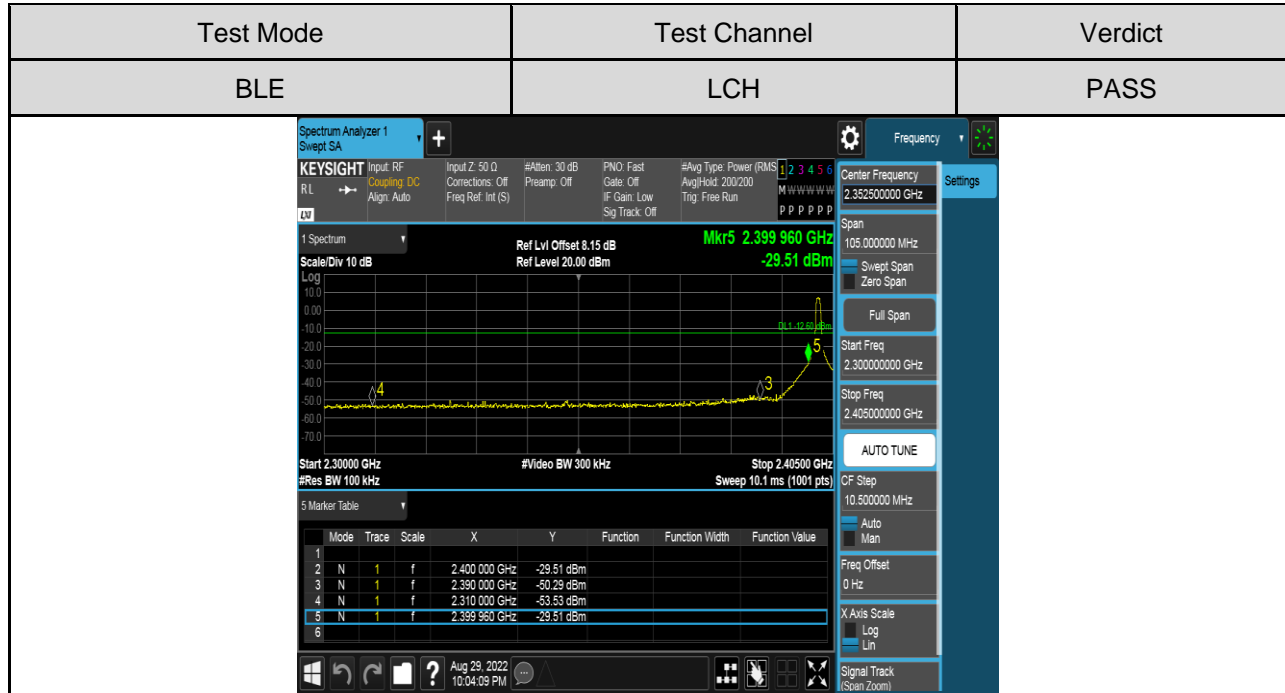 Test Mode Test Channel Verdict
BLE LCH PASS
Spectrum Analyzer 1
Swept SA
+
Frequency
Settings
KEYSIGHT Input: RF Input Z: 50 Ω #Atten: 30 dB PNO: Fast #Avg Type: Power (RMS 1 2 3 4 5 6
RL Coupling: DC Corrections: Off Preamp: Off Gate: Off Avg|Hold: 200/200 M W W W W W
Align: Auto Freq Ref: Int (S) IF Gain: Low Trig: Free Run
LXI Sig Track: Off P P P P P P
1 Spectrum
Ref Lvl Offset 8.15 dB
Mkr5 2.399 960 GHz
Scale/Div 10 dB Ref Level 20.00 dBm -29.51 dBm
Log
10.0
0.00
-10.0
DL1 -12.60 dBm
-20.0
5
-30.0
-40.0
4 3
-50.0
-60.0
-70.0
Start 2.30000 GHz #Video BW 300 kHz Stop 2.40500 GHz
#Res BW 100 kHz Sweep 10.1 ms (1001 pts)
5 Marker Table
Mode Trace Scale X Y Function Function Width Function Value
1
2 N 1 f 2.400 000 GHz -29.51 dBm
3 N 1 f 2.390 000 GHz -50.29 dBm
4 N 1 f 2.310 000 GHz -53.53 dBm
5 N 1 f 2.399 960 GHz -29.51 dBm
6
Center Frequency
2.352500000 GHz
Span
105.000000 MHz
Swept Span
Zero Span
Full Span
Start Freq
2.300000000 GHz
Stop Freq
2.405000000 GHz
AUTO TUNE
CF Step
10.500000 MHz
Auto
Man
Freq Offset
0 Hz
X Axis Scale
Log
Lin
Signal Track
(Span Zoom)
?
Aug 29, 2022
10:04:09 PM